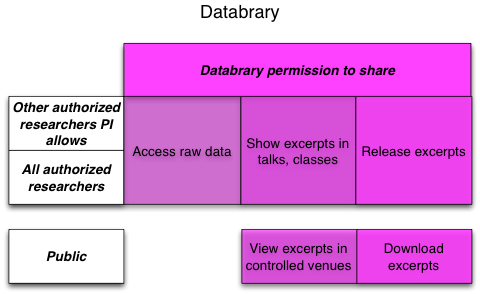 Databrary
Databrary permission to share
Other authorized
researchers PI
allows
All authorized
researchers
Access raw data
Show excerpts in
talks, classes
Release excerpts
Public
View excerpts in
controlled venues
Download
excerpts